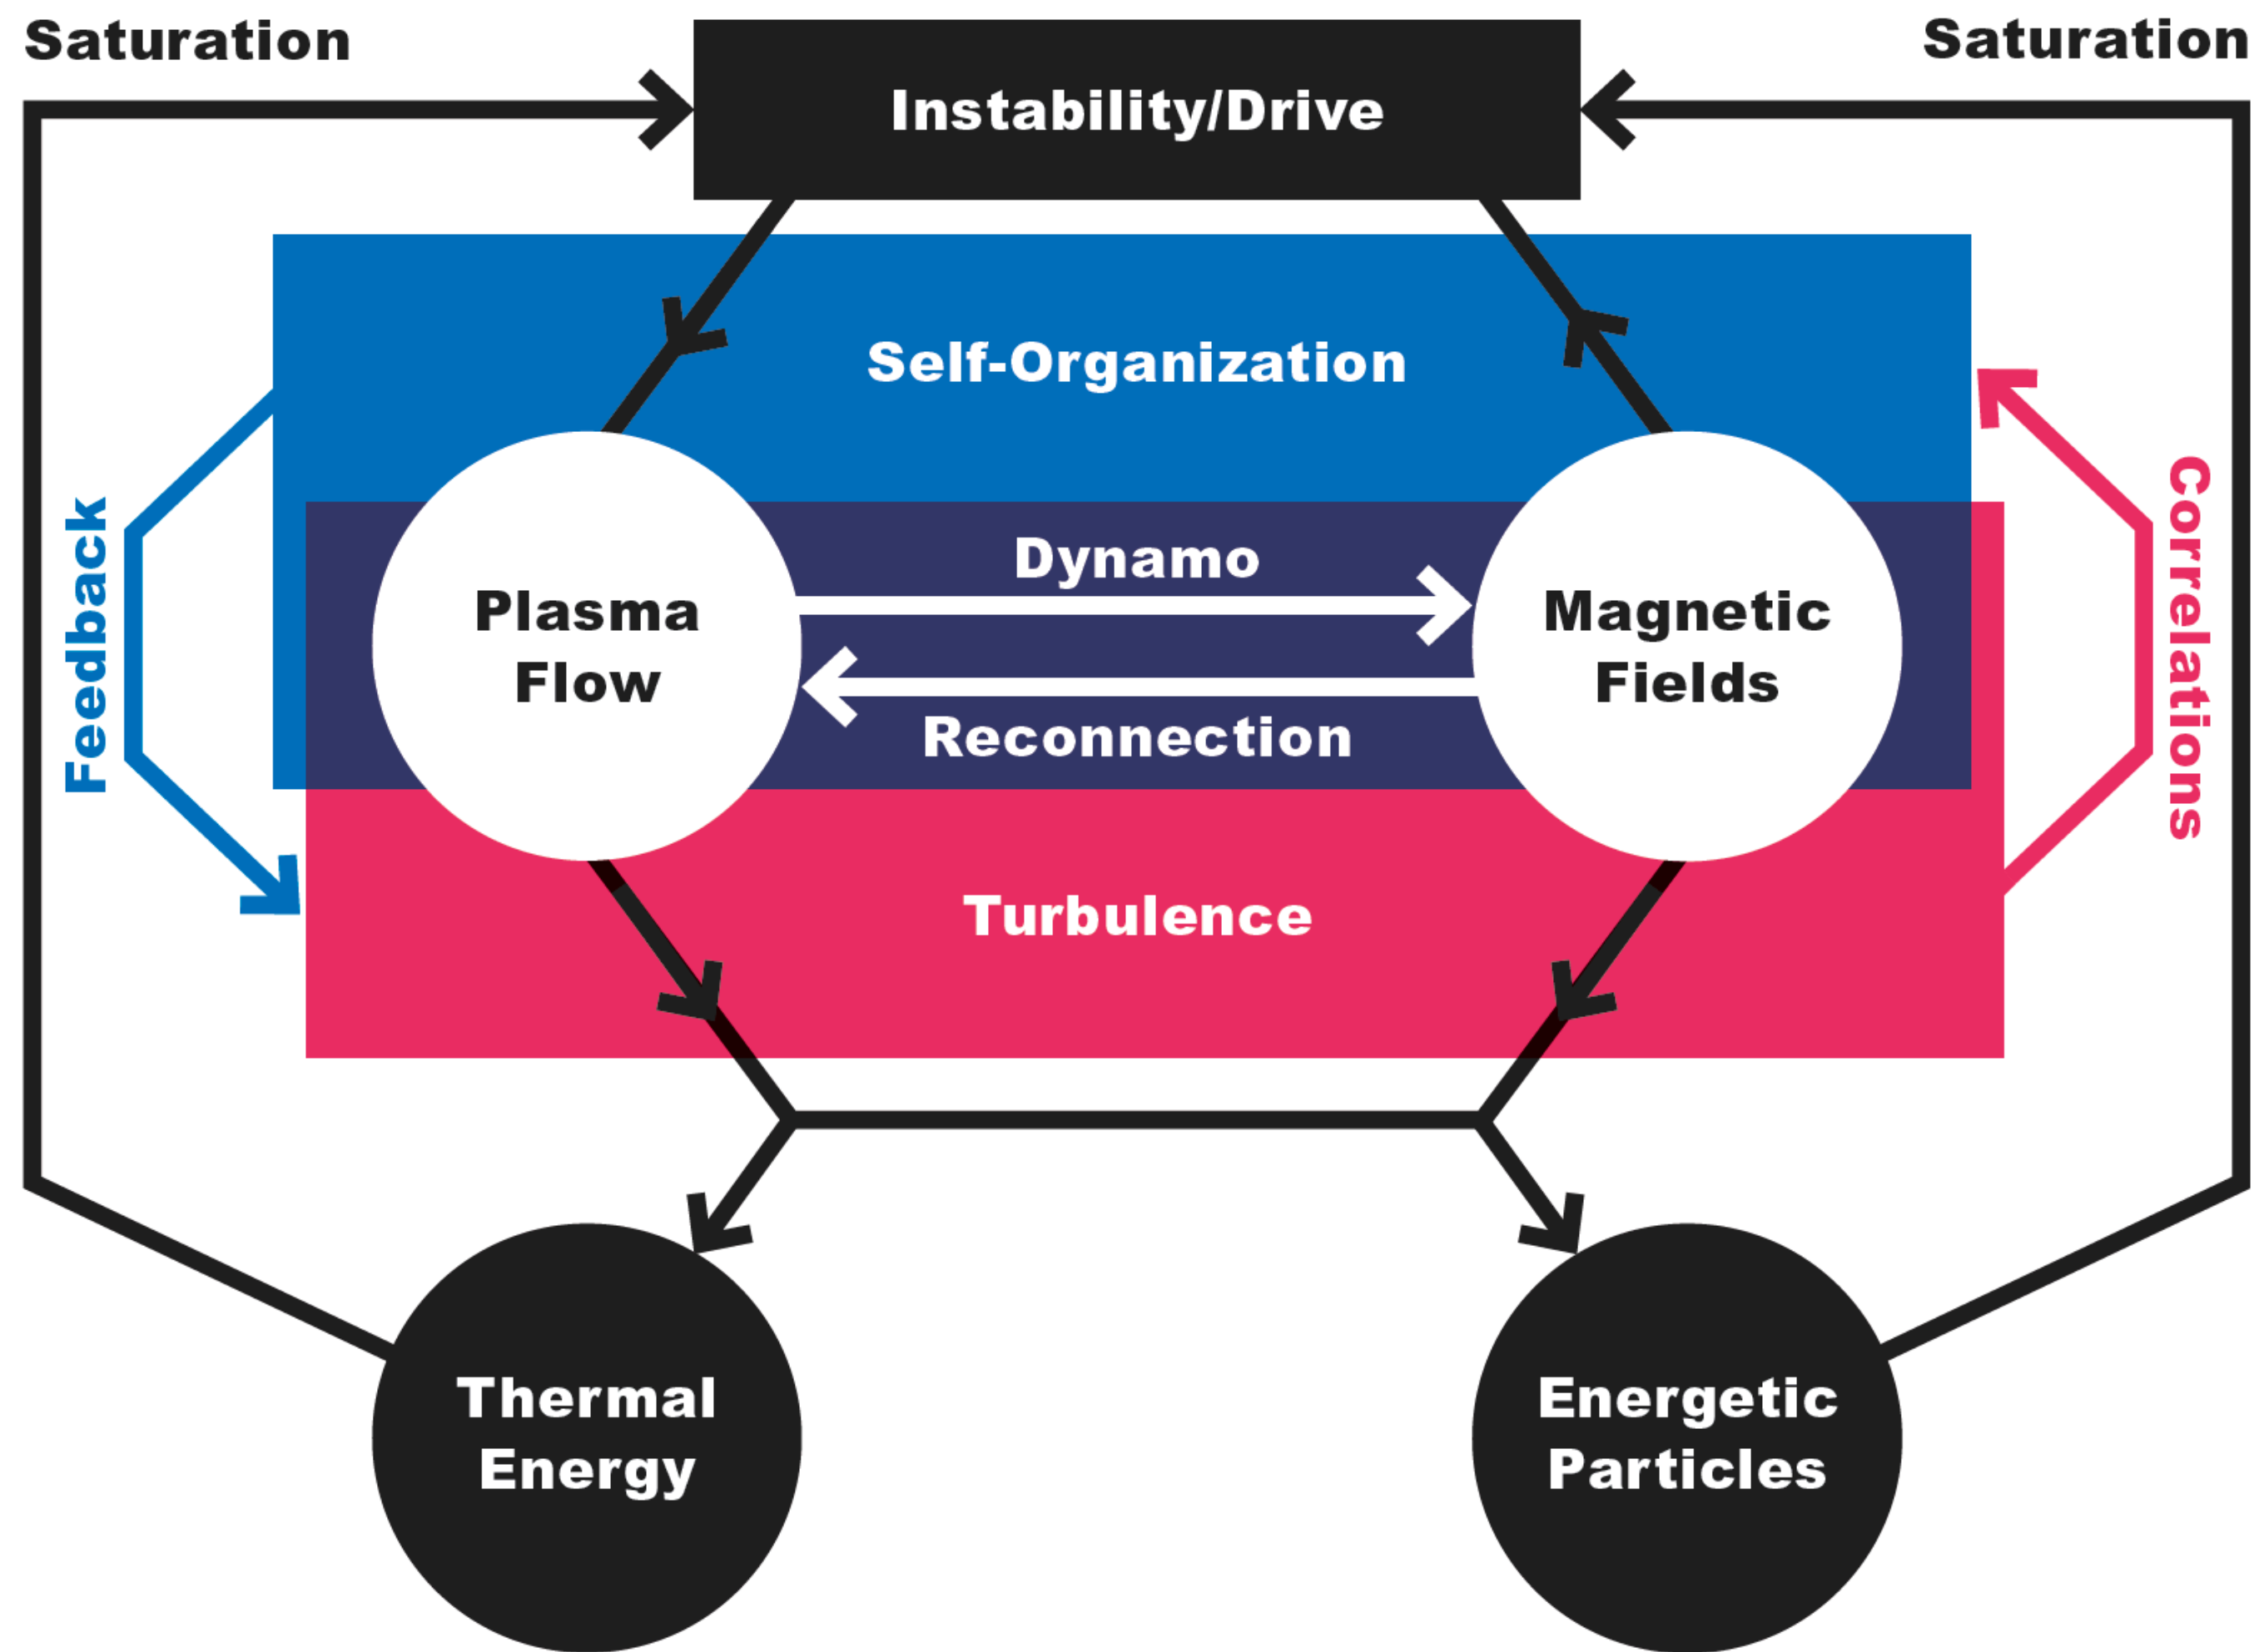 Saturation
Saturation
Instability/Drive
Self-Organization
Feedback
Correlations
Dynamo
Plasma
Flow
Magnetic
Fields
Reconnection
Turbulence
Thermal
Energy
Energetic
Particles